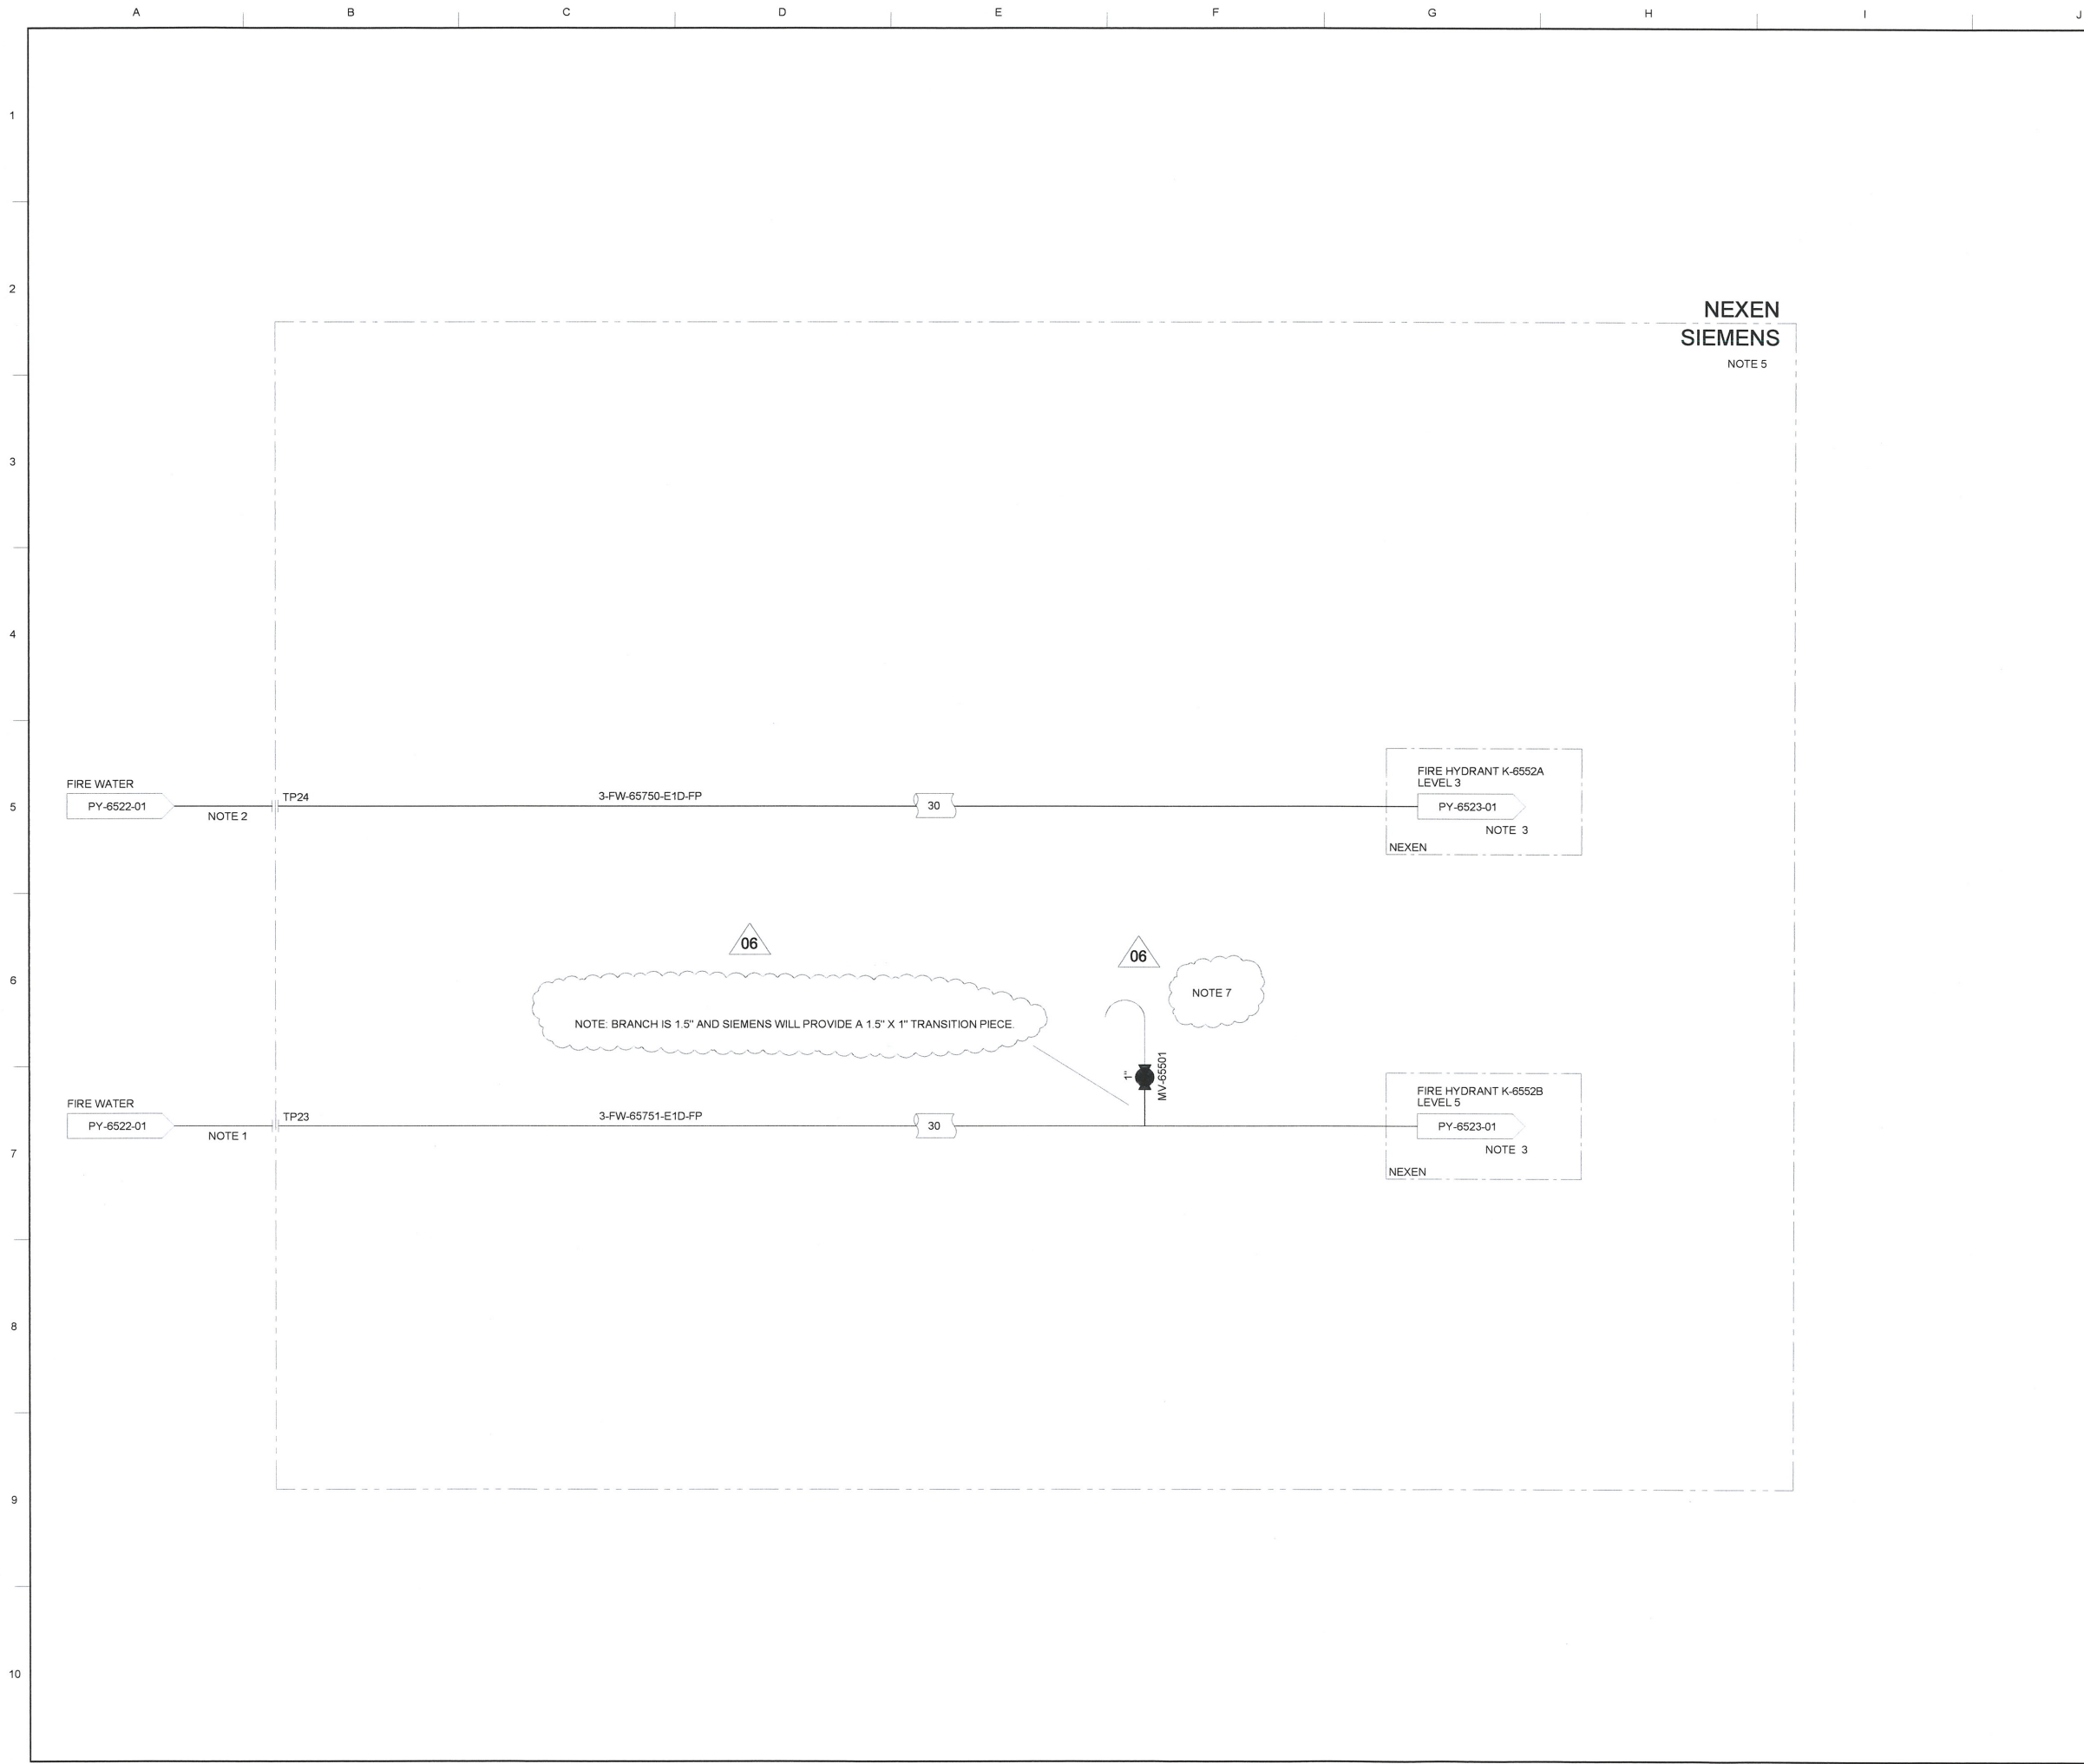 A B C D E F G H I J
1
2
NEXEN
SIEMENS
NOTE 5
3
4
FIRE WATER
PY-6522-01
NOTE 2
TP24
3-FW-65750-E1D-FP
30
FIRE HYDRANT K-6552A
LEVEL 3
PY-6523-01
NOTE 3
NEXEN
5
06
06
6
NOTE 7
NOTE: BRANCH IS 1.5" AND SIEMENS WILL PROVIDE A 1.5" X 1" TRANSITION PIECE.
1"
MV-65501
FIRE WATER
PY-6522-01
NOTE 1
TP23
3-FW-65751-E1D-FP
30
FIRE HYDRANT K-6552B
LEVEL 5
PY-6523-01
NOTE 3
NEXEN
7
8
9
10